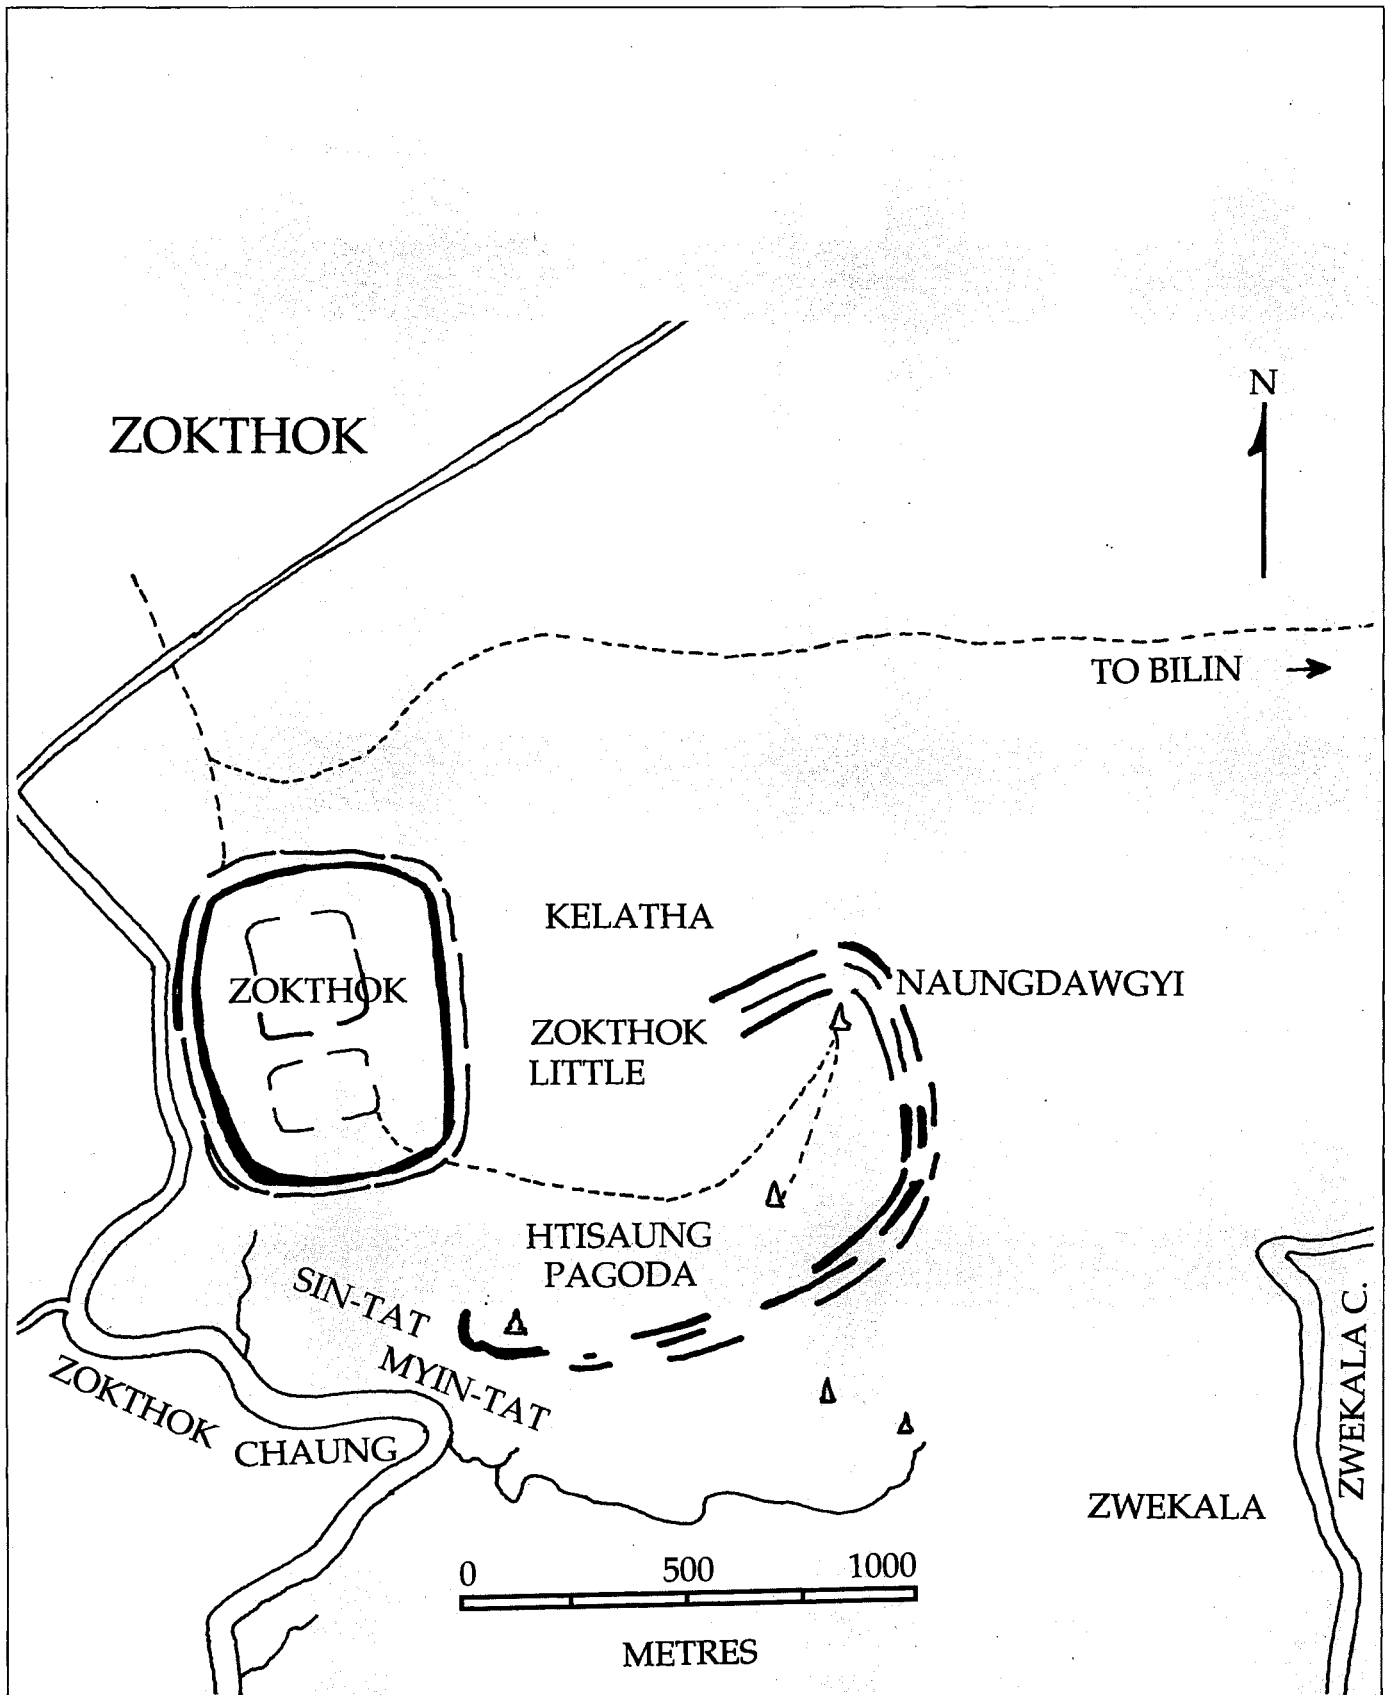 N
ZOKTHOK
TO BILIN
KELATHA
NAUNGDAWGYI
ZOKTHOK
ZOKTHOK
LITTLE
HTISAUNG
PAGODA
SIN-TAT
MYIN-TAT
ZOKTHOK CHAUNG
ZWEKALA C.
ZWEKALA
0 500 1000
METRES